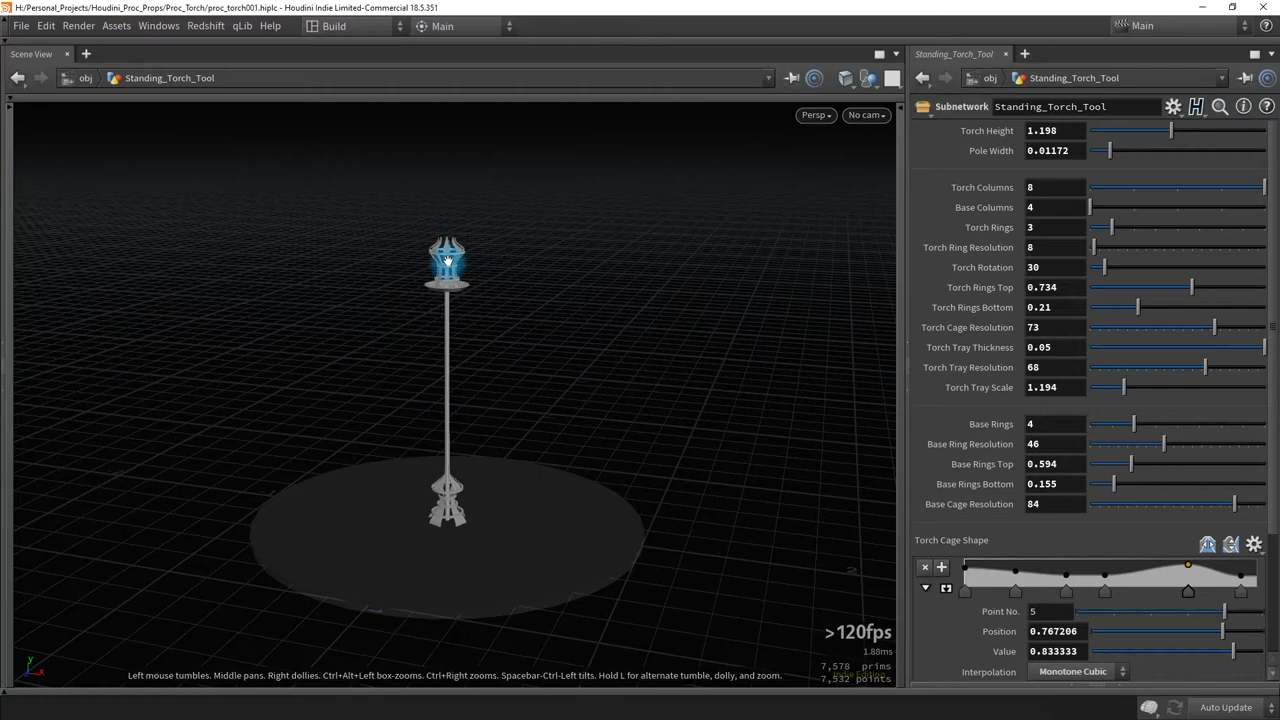 H:/Personal_Projects/Houdini_Proc_Props/Proc_Torch/proc_torch001.hiplc - Houdini Indie Limited-Commercial 18.5.351
File Edit Render Assets Windows Redshift qLib Help Build Main Main
Scene View
Standing_Torch_Tool
obj Standing_Torch_Tool
obj Standing_Torch_Tool
Persp No cam
Subnetwork Standing_Torch_Tool
Torch Height 1.198
Pole Width 0.01172
Torch Columns 8
Base Columns 4
Torch Rings 3
Torch Ring Resolution 8
Torch Rotation 30
Torch Rings Top 0.734
Torch Rings Bottom 0.21
Torch Cage Resolution 73
Torch Tray Thickness 0.05
Torch Tray Resolution 68
Torch Tray Scale 1.194
Base Rings 4
Base Ring Resolution 46
Base Rings Top 0.594
Base Rings Bottom 0.155
Base Cage Resolution 84
Torch Cage Shape
Point No. 5
Position 0.767206
Value 0.833333
Interpolation Monotone Cubic
>120fps
1.88ms
7,578 prims
7,532 points
Left mouse tumbles. Middle pans. Right dollies. Ctrl+Alt+Left box-zooms. Ctrl+Right zooms. Spacebar-Ctrl-Left tilts. Hold L for alternate tumble, dolly, and zoom.
y
x
Auto Update